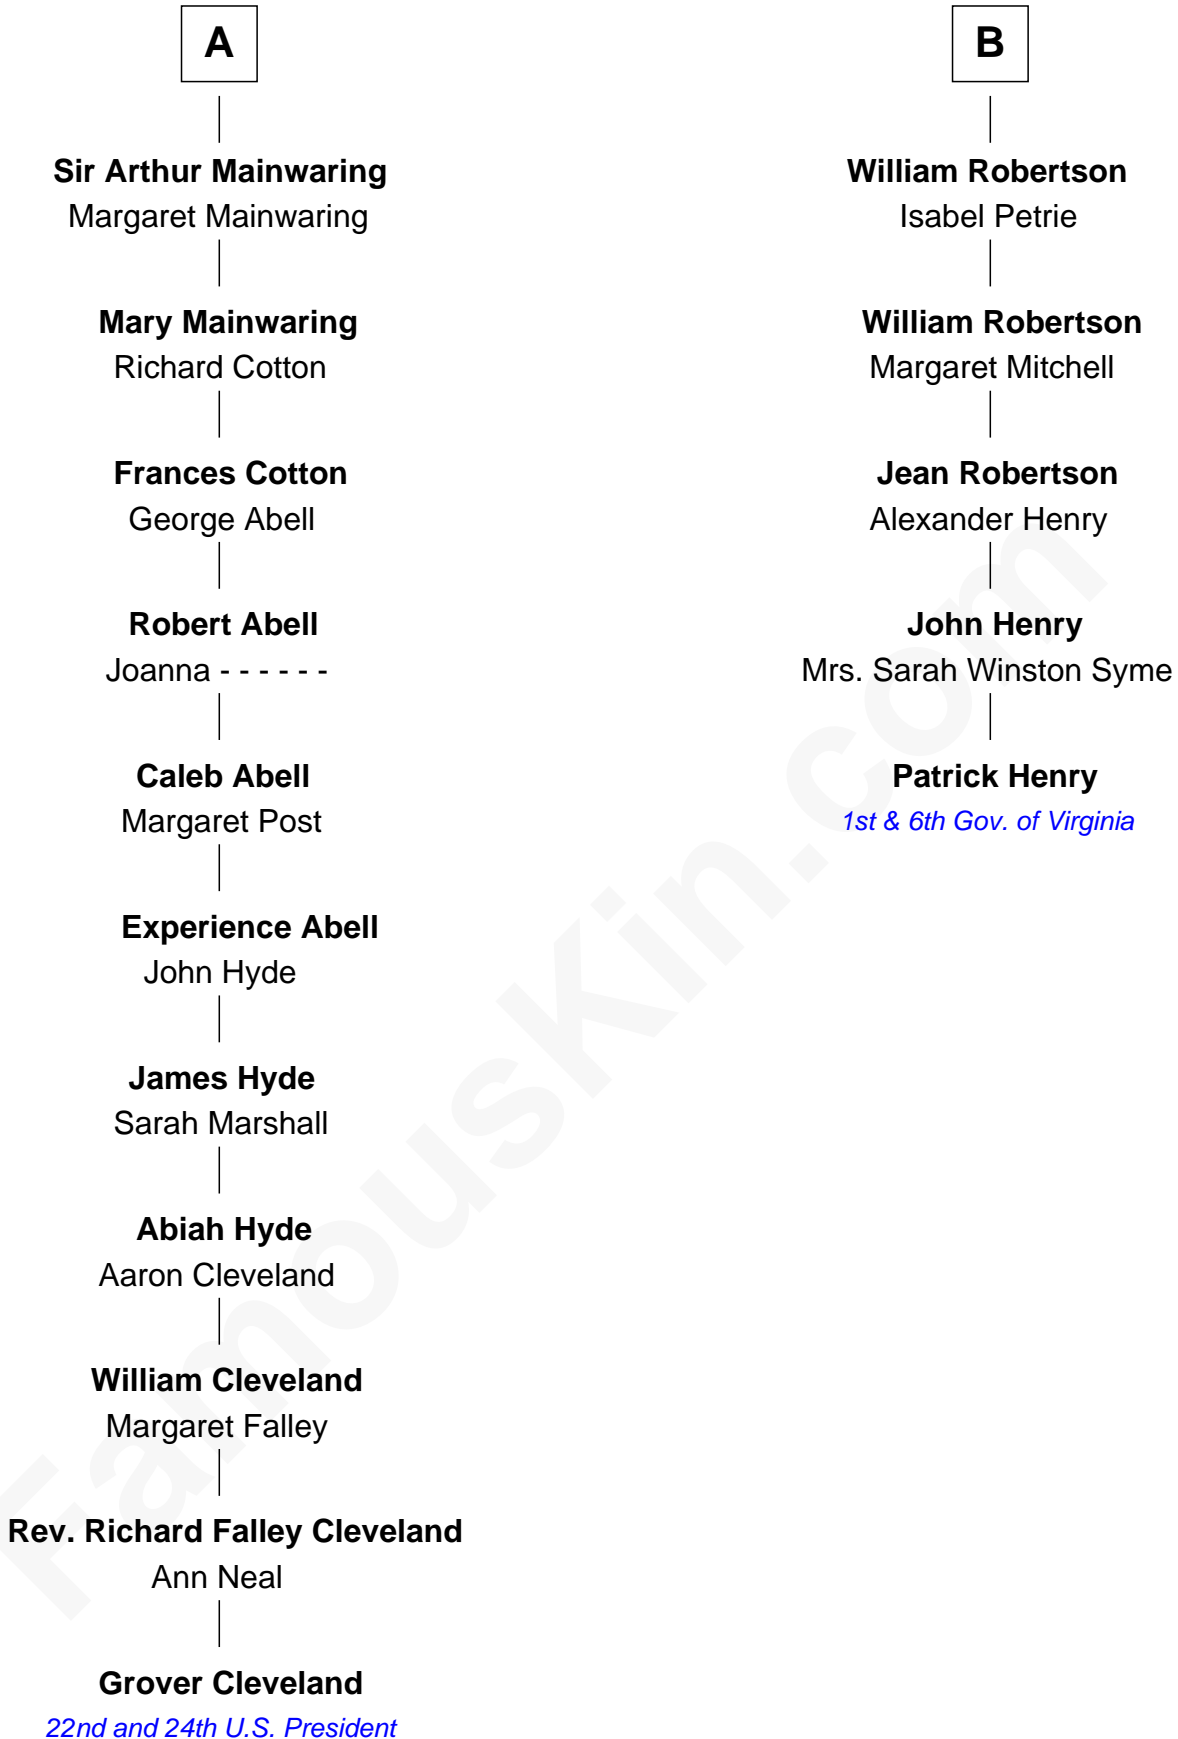 A
Sir Arthur Mainwaring
Margaret Mainwaring
Mary Mainwaring
Richard Cotton
Frances Cotton
George Abell
Robert Abell
Joanna - - - - - -
Caleb Abell
Margaret Post
Experience Abell
John Hyde
James Hyde
Sarah Marshall
Abiah Hyde
Aaron Cleveland
William Cleveland
Margaret Falley
Rev. Richard Falley Cleveland
Ann Neal
Grover Cleveland
22nd and 24th U.S. President
B
William Robertson
Isabel Petrie
William Robertson
Margaret Mitchell
Jean Robertson
Alexander Henry
John Henry
Mrs. Sarah Winston Syme
Patrick Henry
1st & 6th Gov. of Virginia
FamousKin.com